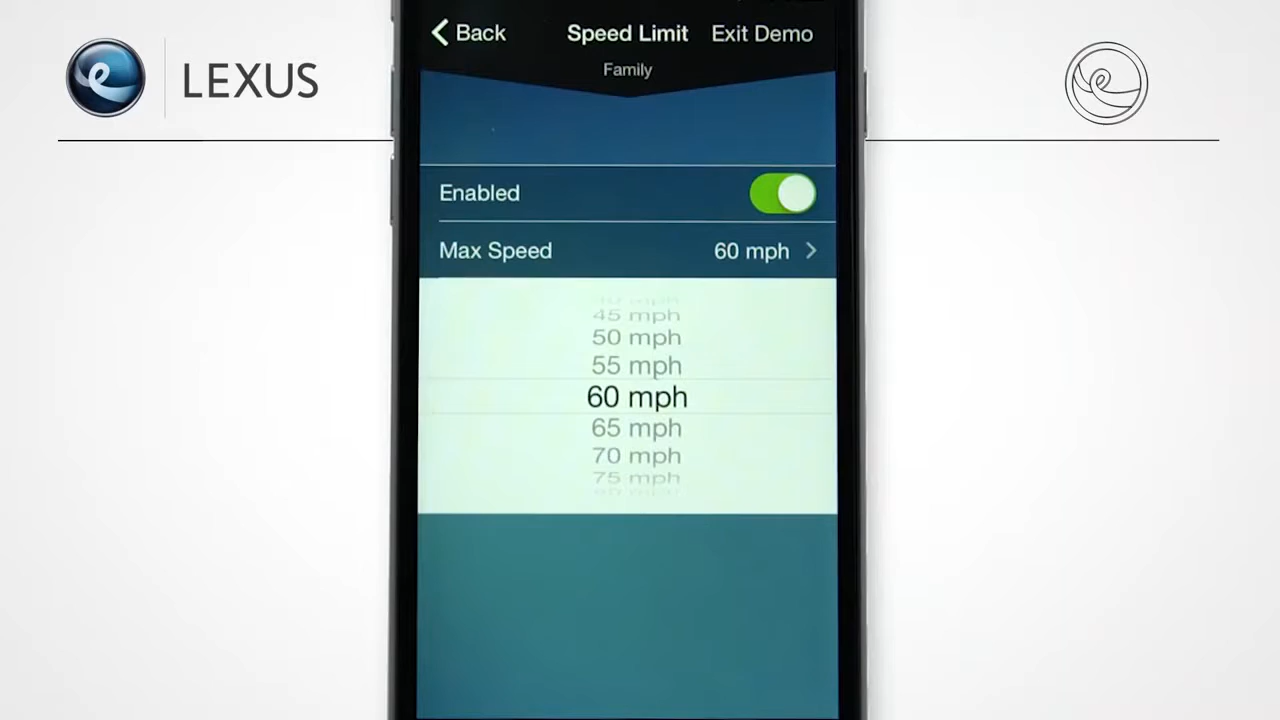 LEXUS
Back
Speed Limit
Exit Demo
Family
Enabled
Max Speed
60 mph
45 mph
50 mph
55 mph
60 mph
65 mph
70 mph
75 mph